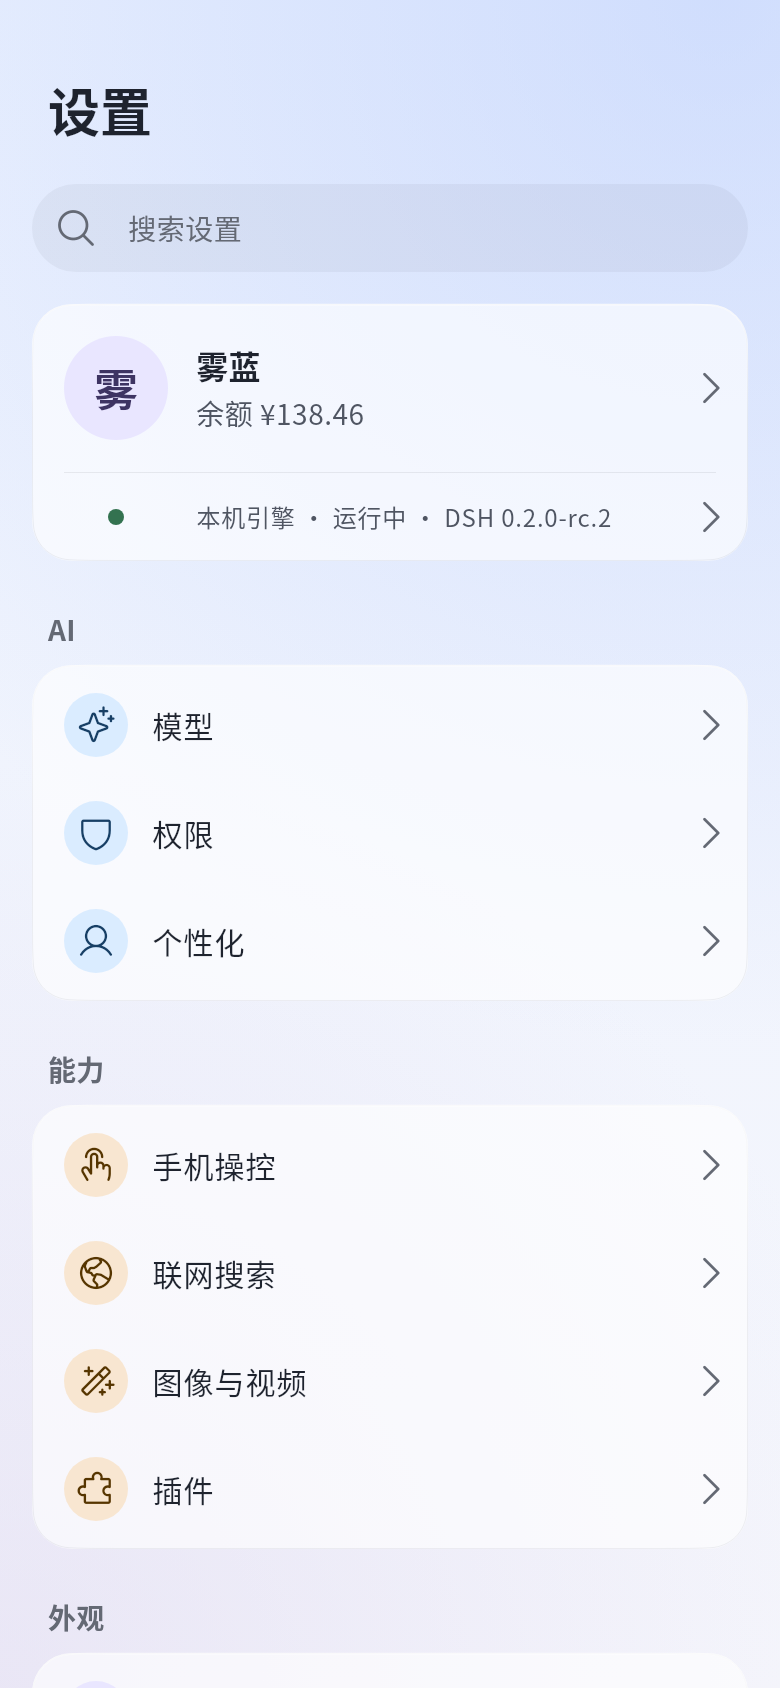 设置
搜索设置
雾
雾蓝
余额 ¥138.46
本机引擎 · 运行中 · DSH 0.2.0-rc.2
AI
模型
权限
个性化
能力
手机操控
联网搜索
图像与视频
插件
外观